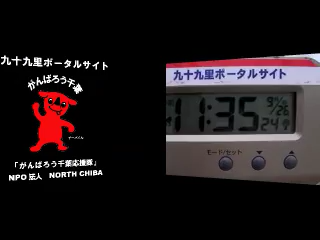 九十九里ポータルサイト
がんばろう千葉
「がんばろう千葉応援隊」
NPO 法人 NORTH CHIBA
九十九里ポータルサイト
11:35
9/26
24
モード/セット